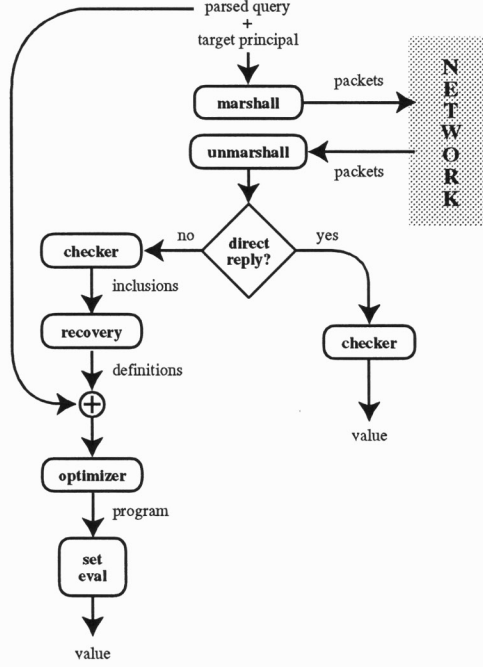 parsed query
+
target principal
marshall
packets
NETWORK
unmarshall
packets
direct
reply?
no
yes
checker
inclusions
recovery
definitions
+
checker
value
optimizer
program
set
eval
value